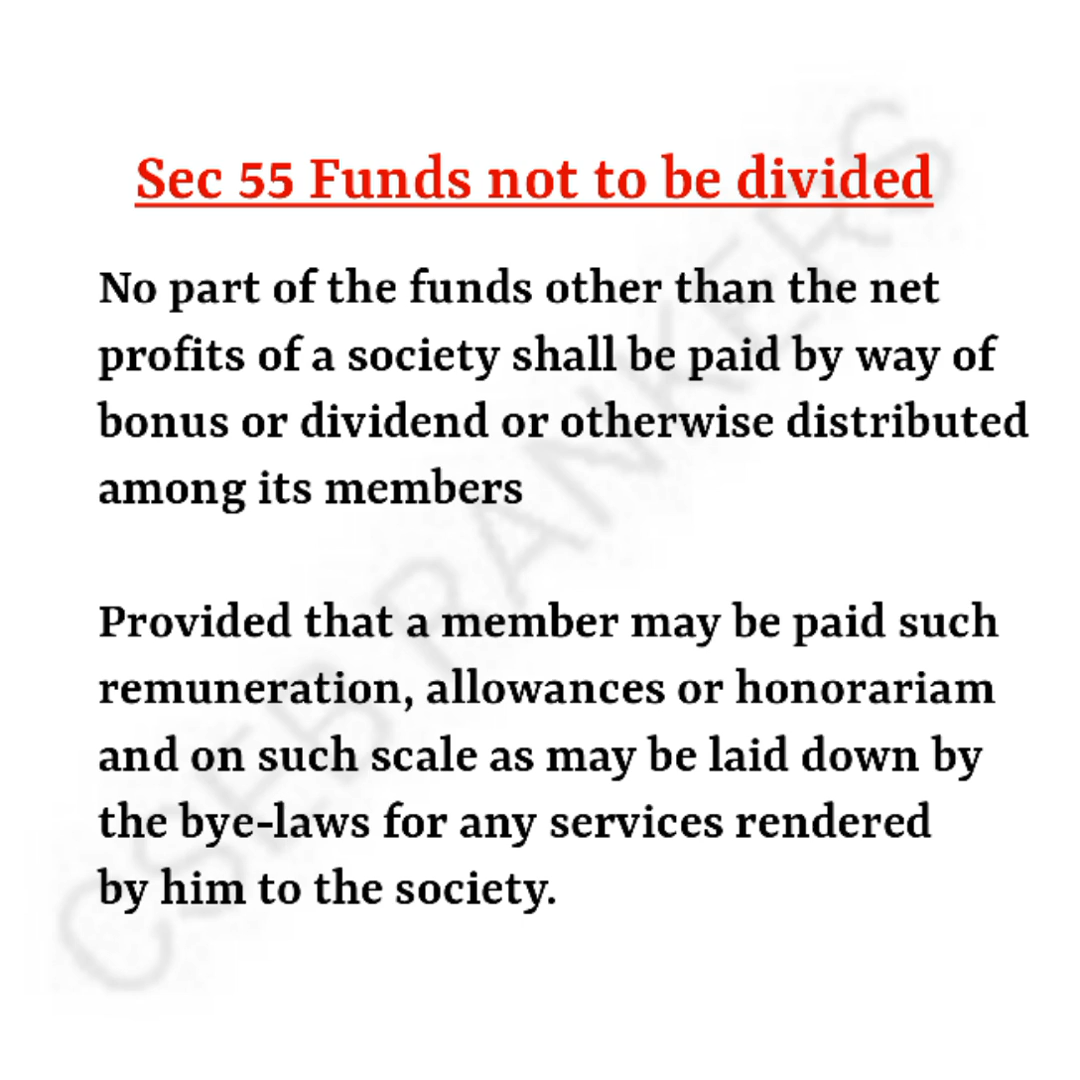 Sec 55 Funds not to be divided
No part of the funds other than the net
profits of a society shall be paid by way of
bonus or dividend or otherwise distributed
among its members
Provided that a member may be paid such
remuneration, allowances or honorariam
and on such scale as may be laid down by
the bye-laws for any services rendered
by him to the society.
CSEB RANKERS